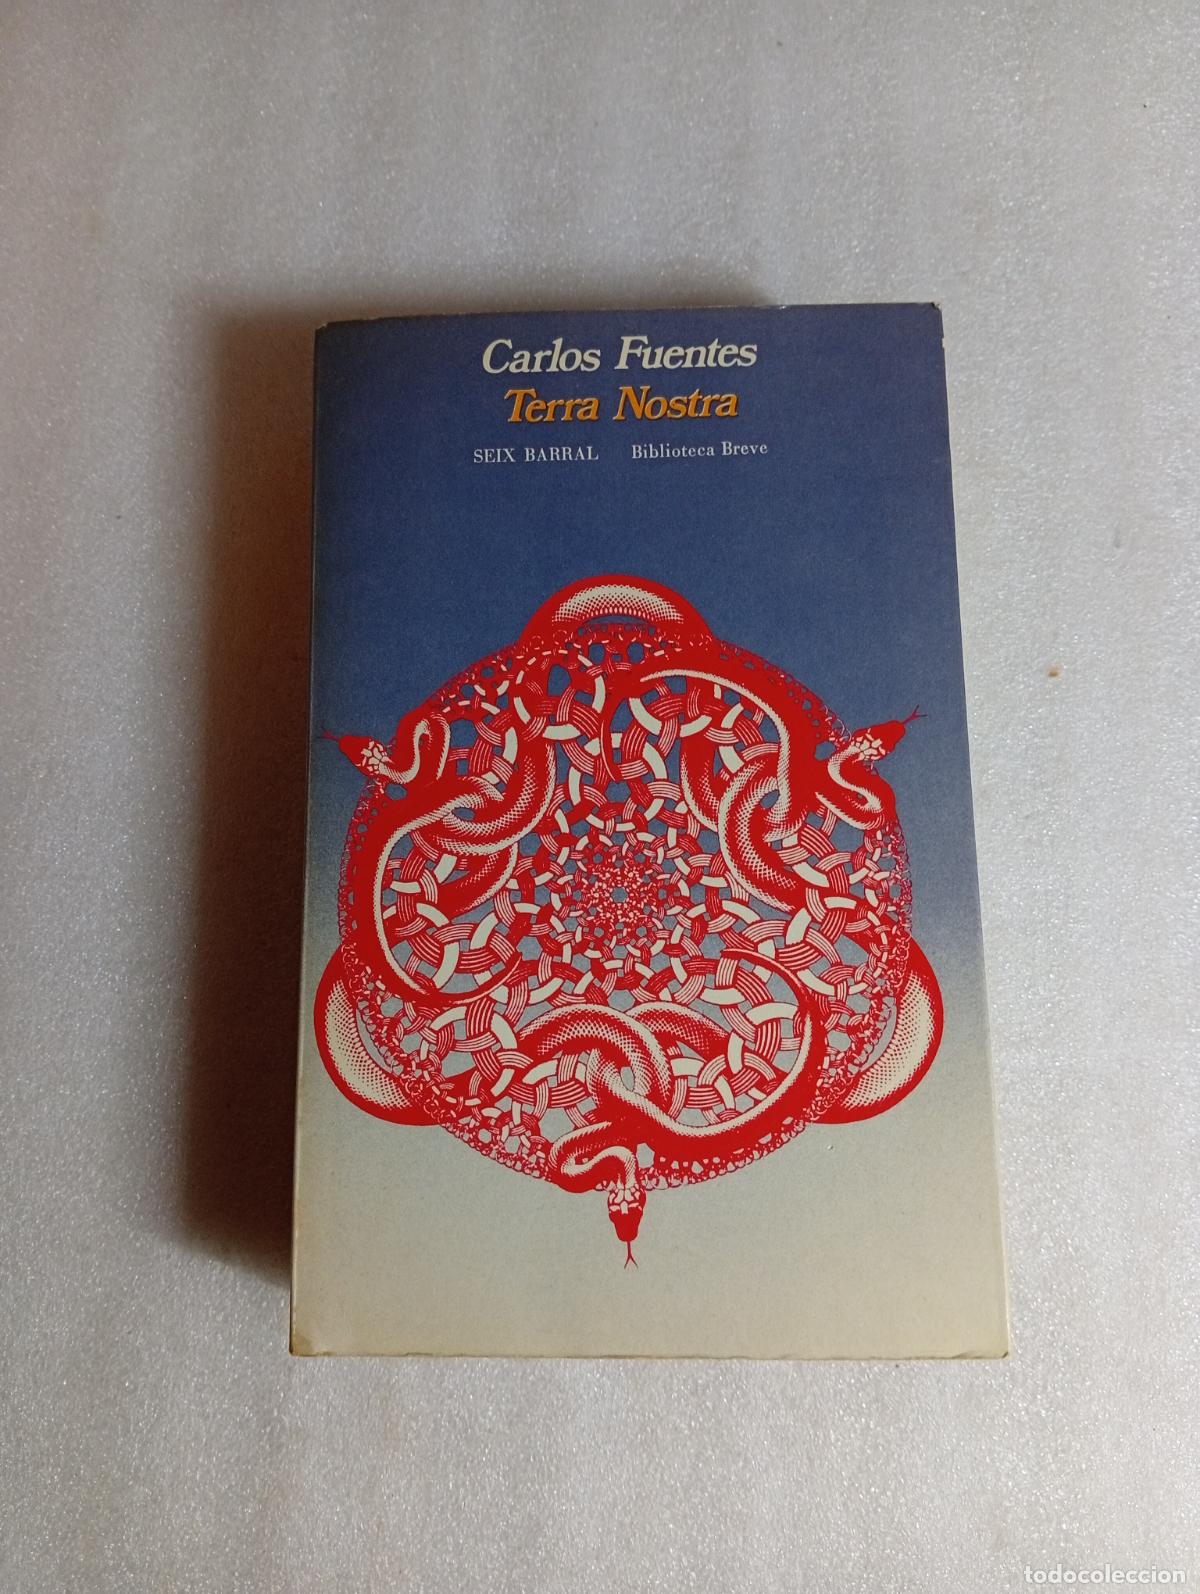 Carlos Fuentes
Terra Nostra
SEIX BARRAL Biblioteca Breve
todocoleccion